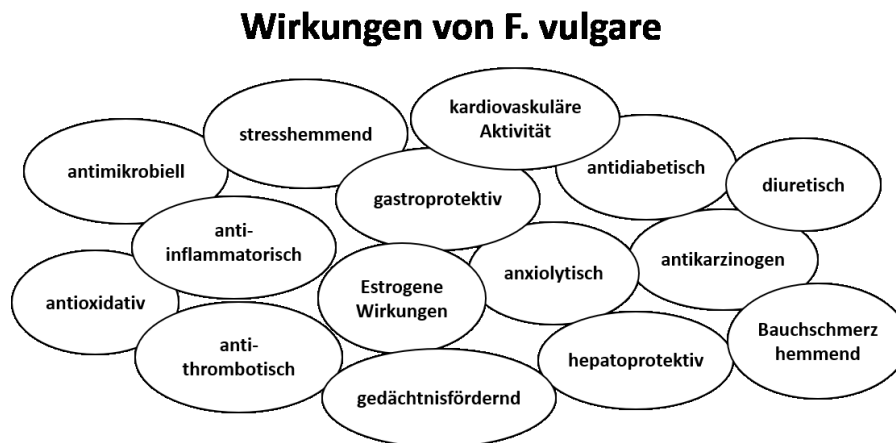 Wirkungen von F. vulgare
kardiovaskuläre
Aktivität
stresshemmend
antimikrobiell
antidiabetisch
diuretisch
gastroprotektiv
anti-
inflammatorisch
anxiolytisch
antikarzinogen
antioxidativ
Estrogene
Wirkungen
Bauchschmerz
hemmend
anti-
thrombotisch
hepatoprotektiv
gedächtnisfördernd